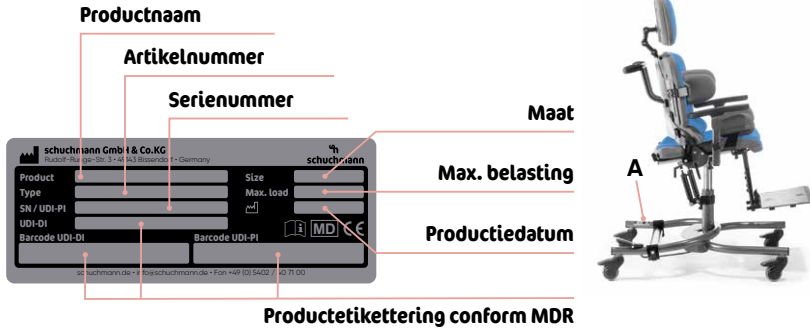 Productnaam
Artikelnummer
Serienummer
Maat
Max. belasting
Productiedatum
A
schuchmann GmbH & Co.KG
Rudolf-Runge-Str. 3 • 49143 Bissendorf • Germany
schuchmann
Product
Size
Type
Max. load
SN / UDI-PI
UDI-DI
MD CE
Barcode UDI-DI
Barcode UDI-PI
schuchmann.de • info@schuchmann.de • Fon +49 (0) 5402 / 40 71 00
Productetikettering conform MDR